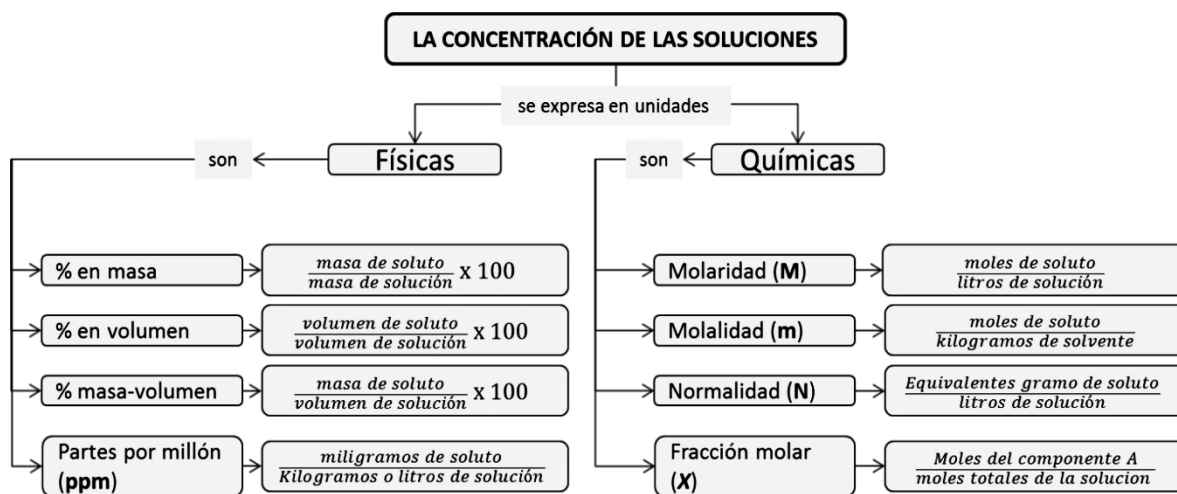 LA CONCENTRACIÓN DE LAS SOLUCIONES
se expresa en unidades
son
Físicas
son
Químicas
% en masa
masa de soluto
masa de solución
x 100
% en volumen
volumen de soluto
volumen de solución
x 100
% masa-volumen
masa de soluto
volumen de solución
x 100
Partes por millón
(ppm)
miligramos de soluto
Kilogramos o litros de solución
Molaridad (M)
moles de soluto
litros de solución
Molalidad (m)
moles de soluto
kilogramos de solvente
Normalidad (N)
Equivalentes gramo de soluto
litros de solución
Fracción molar
(X)
Moles del componente A
moles totales de la solucion